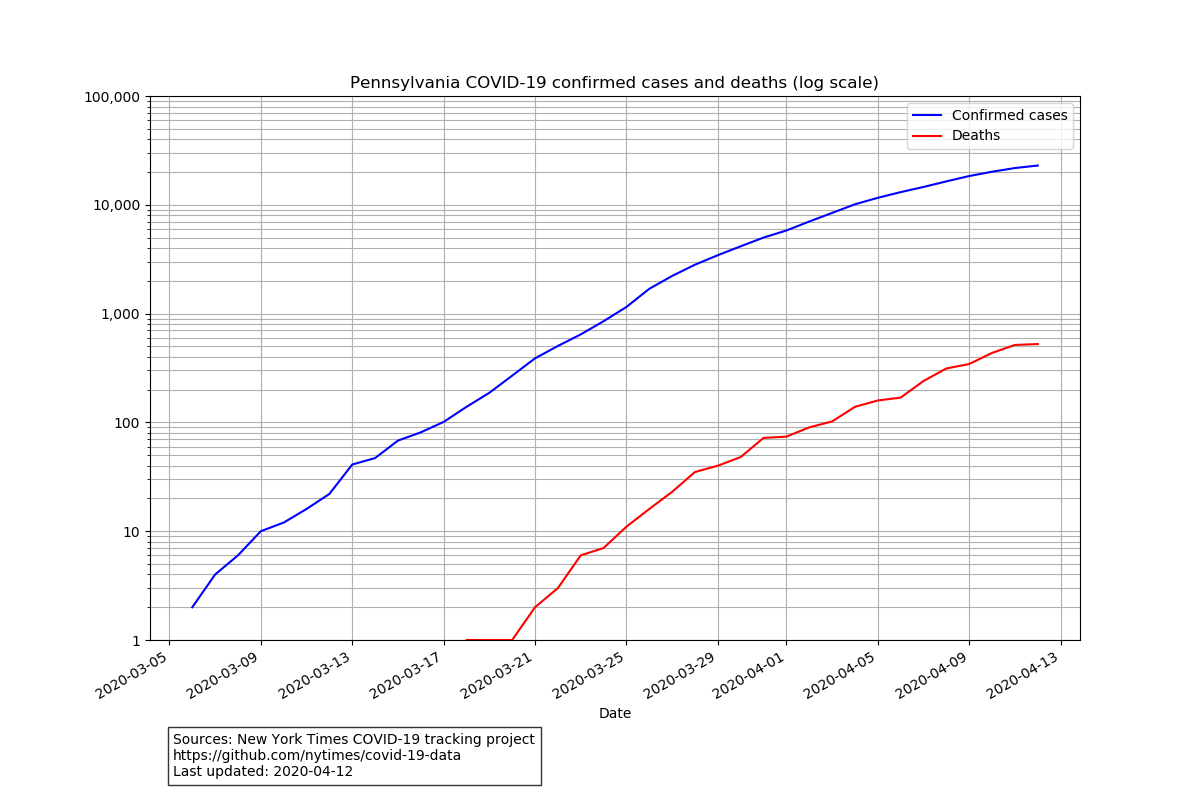 Pennsylvania COVID-19 confirmed cases and deaths (log scale)
100,000
10,000
1,000
100
10
1
Confirmed cases
Deaths
2020-03-05
2020-03-09
2020-03-13
2020-03-17
2020-03-21
2020-03-25
2020-03-29
2020-04-01
2020-04-05
2020-04-09
2020-04-13
Date
Sources: New York Times COVID-19 tracking project
https://github.com/nytimes/covid-19-data
Last updated: 2020-04-12